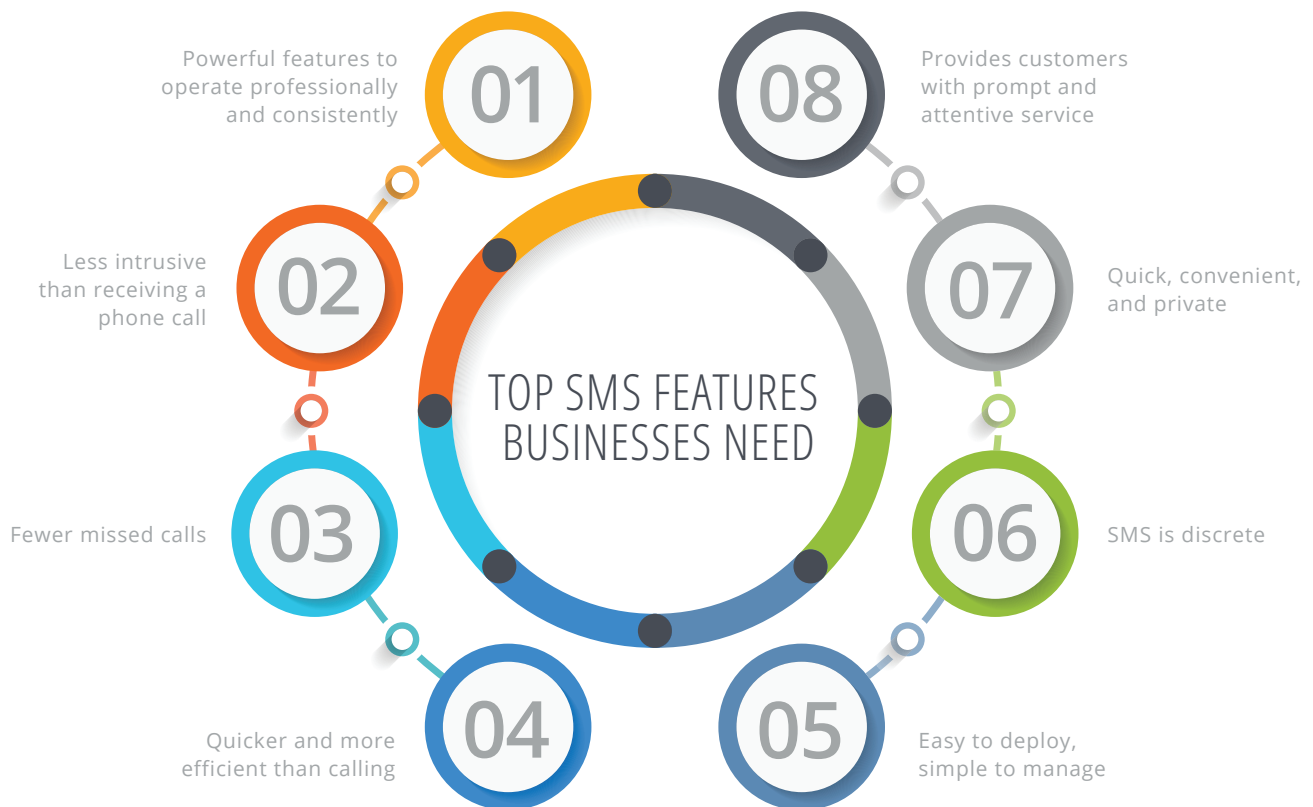 TOP SMS FEATURES
BUSINESSES NEED
01
Powerful features to
operate professionally
and consistently
02
Less intrusive
than receiving a
phone call
03
Fewer missed calls
04
Quicker and more
efficient than calling
05
Easy to deploy,
simple to manage
06
SMS is discrete
07
Quick, convenient,
and private
08
Provides customers
with prompt and
attentive service